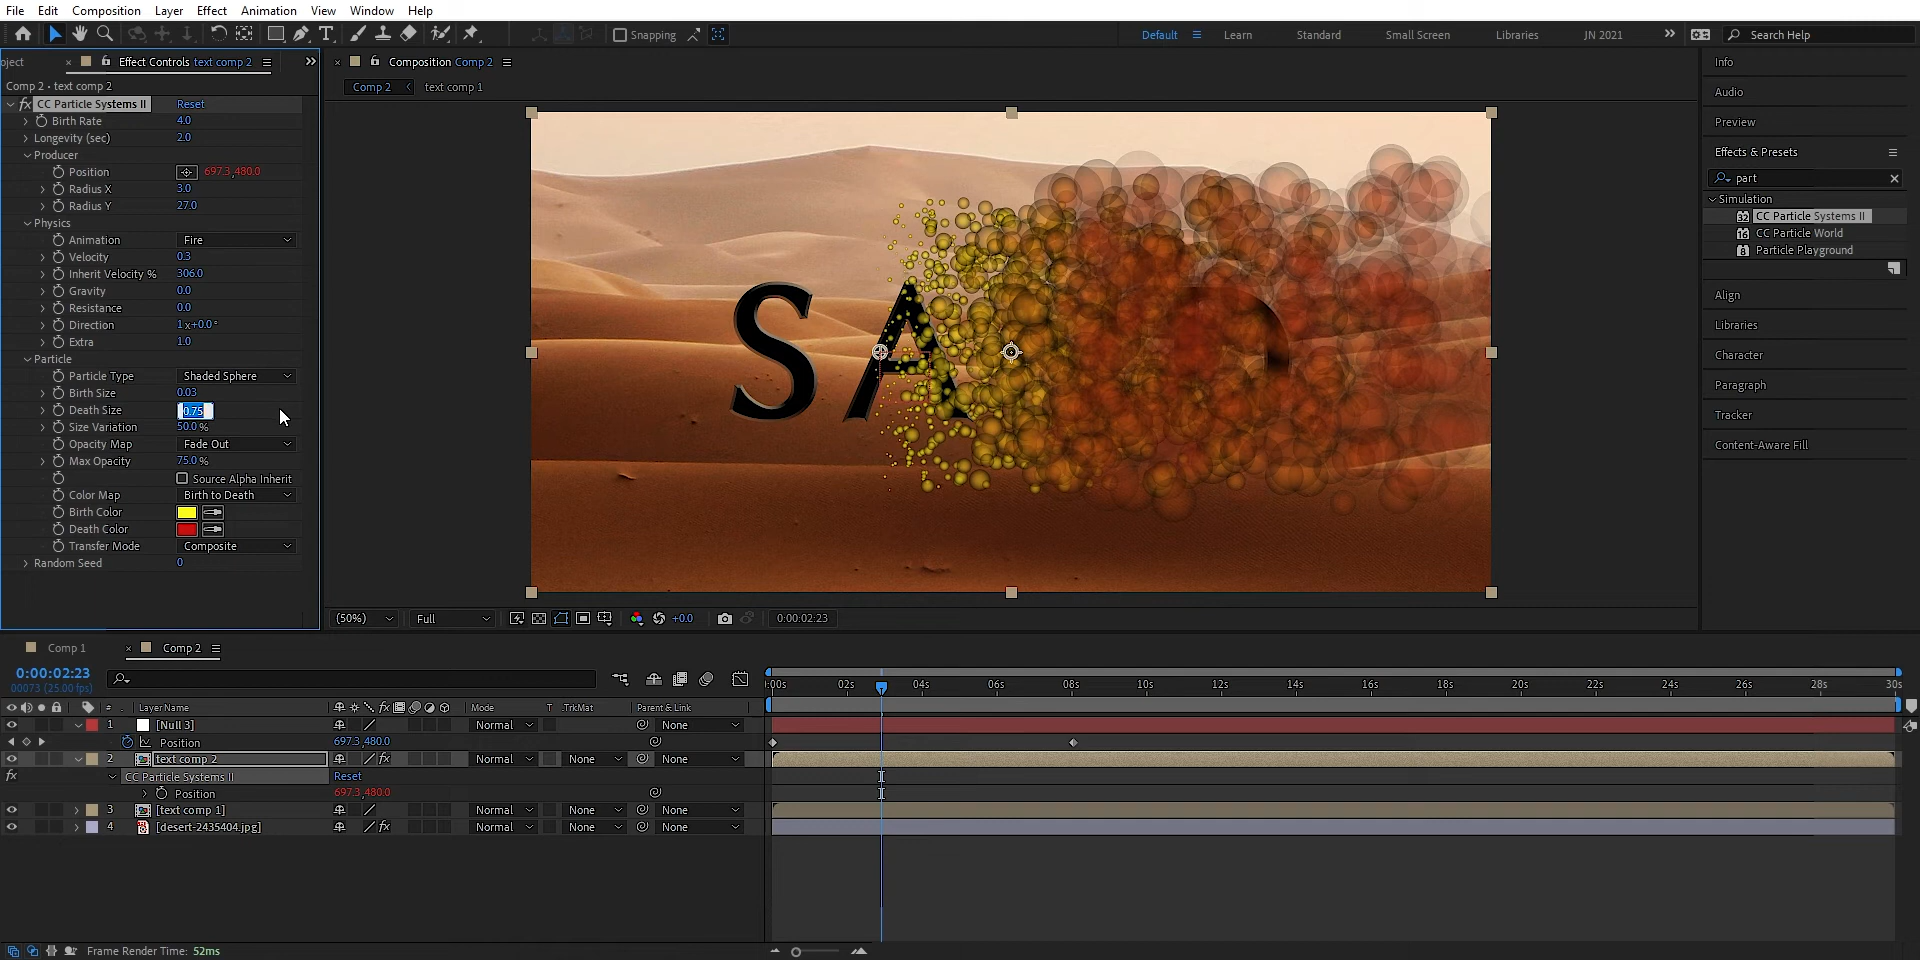 File Edit Composition Layer Effect Animation View Window Help
Snapping
Default Learn Standard Small Screen Libraries JN 2021 Search Help
oject Effect Controls text comp 2
Comp 2 • text comp 2
fx CC Particle Systems II Reset
Birth Rate 4.0
Longevity (sec) 2.0
Producer
Position 697.3,480.0
Radius X 3.0
Radius Y 27.0
Physics
Animation Fire
Velocity 0.3
Inherit Velocity % 306.0
Gravity 0.0
Resistance 0.0
Direction 1x+0.0°
Extra 1.0
Particle
Particle Type Shaded Sphere
Birth Size 0.03
Death Size 0.75
Size Variation 50.0 %
Opacity Map Fade Out
Max Opacity 75.0 %
Source Alpha Inherit
Color Map Birth to Death
Birth Color
Death Color
Transfer Mode Composite
Random Seed 0
Composition Comp 2
Comp 2 text comp 1
SA
(50%) Full +0.0 0:00:02:23
Info
Audio
Preview
Effects & Presets
part
Simulation
32 CC Particle Systems II
16 CC Particle World
8 Particle Playground
Align
Libraries
Character
Paragraph
Tracker
Content-Aware Fill
Comp 1 Comp 2
0:00:02:23
00073 (25.00 fps)
:00s 02s 04s 06s 08s 10s 12s 14s 16s 18s 20s 22s 24s 26s 28s 30s
# Layer Name fx Mode T .TrkMat Parent & Link
1 [Null 3] Normal None
Position 697.3,480.0
2 text comp 2 fx Normal None None
fx CC Particle Systems II Reset
Position 697.3,480.0
3 [text comp 1] Normal None None
4 [desert-2435404.jpg] fx Normal None None
Frame Render Time: 52ms